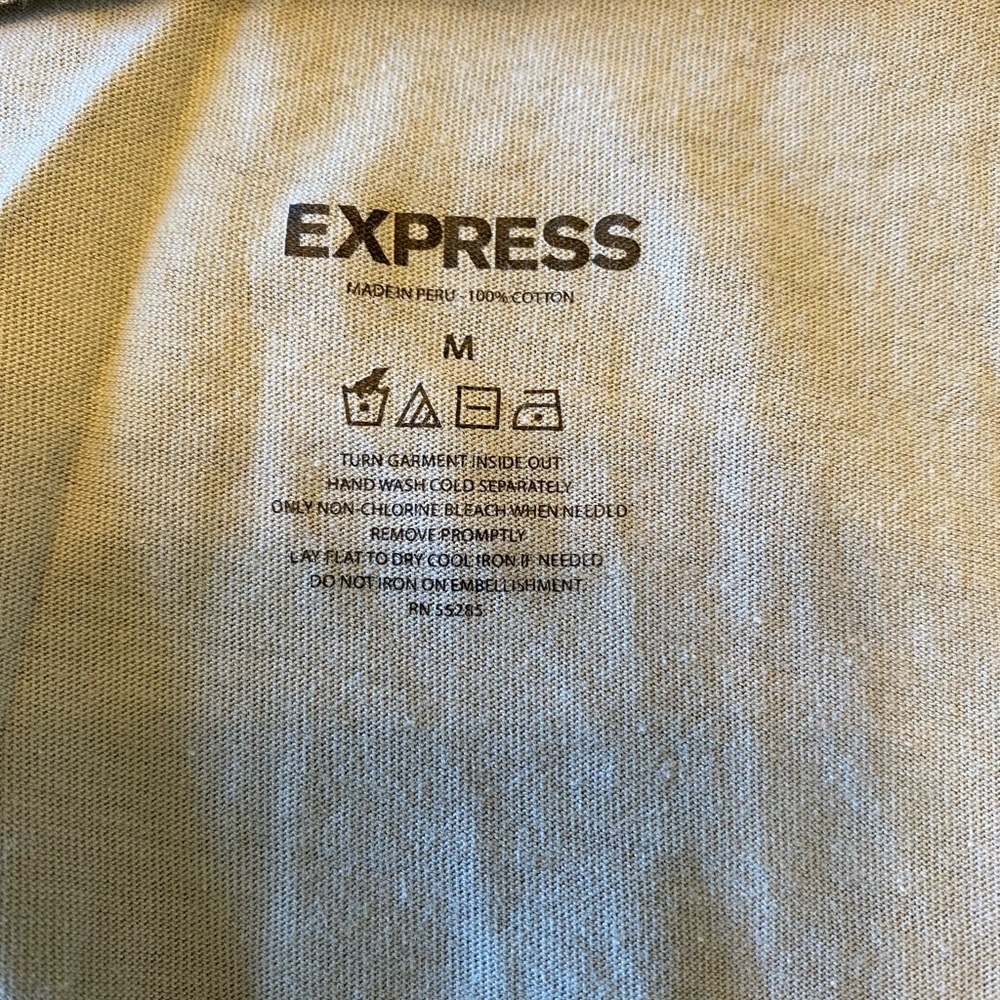 EXPRESS
MADE IN PERU - 100% COTTON
M
TURN GARMENT INSIDE OUT
HAND WASH COLD SEPARATELY
ONLY NON-CHLORINE BLEACH WHEN NEEDED
REMOVE PROMPTLY
LAY FLAT TO DRY COOL IRON IF NEEDED
DO NOT IRON ON EMBELLISHMENT.
RN 55285